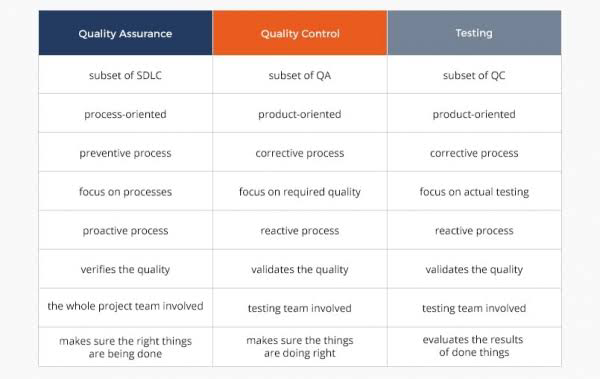 Quality Assurance Quality Control Testing
subset of SDLC subset of QA subset of QC
process-oriented product-oriented product-oriented
preventive process corrective process corrective process
focus on processes focus on required quality focus on actual testing
proactive process reactive process reactive process
verifies the quality validates the quality validates the quality
the whole project team involved testing team involved testing team involved
makes sure the right things makes sure the things evaluates the results
are being done are doing right of done things